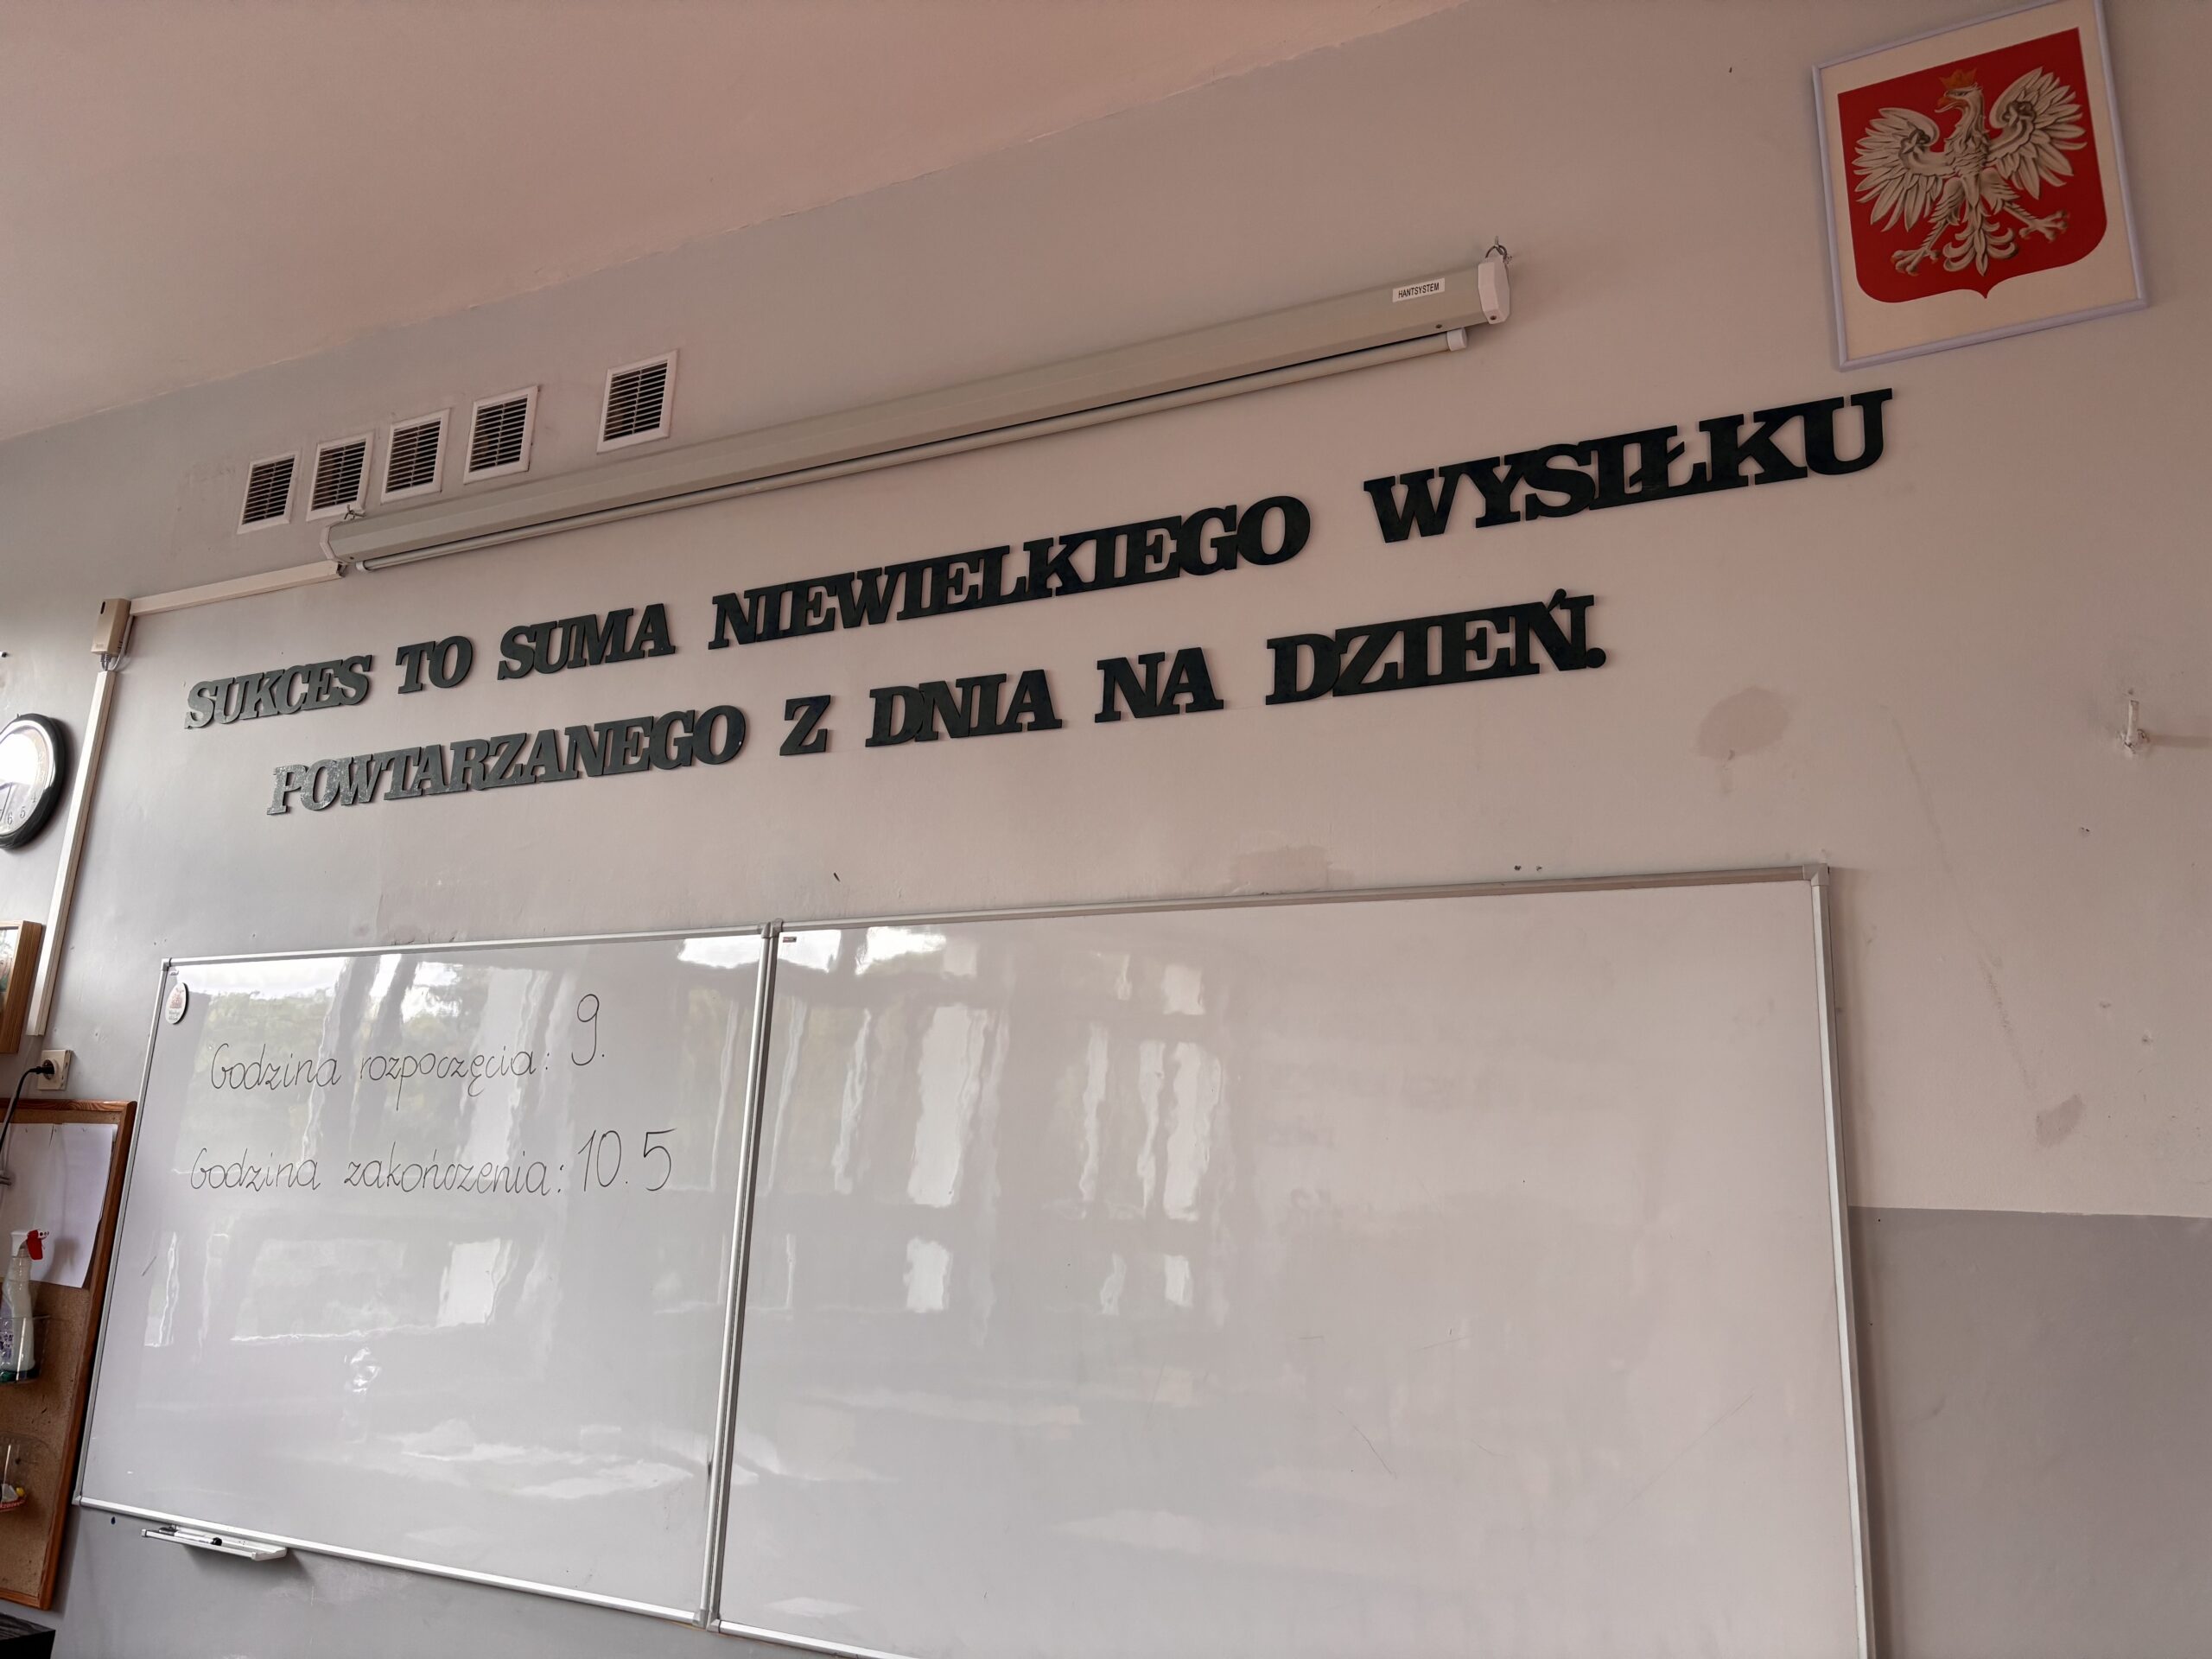 HANTSYSTEM
SUKCES TO SUMA NIEWIELKIEGO WYSIŁKU
POWTARZANEGO Z DNIA NA DZIEŃ.
Godzina rozpoczęcia: 9.
Godzina zakończenia: 10.5